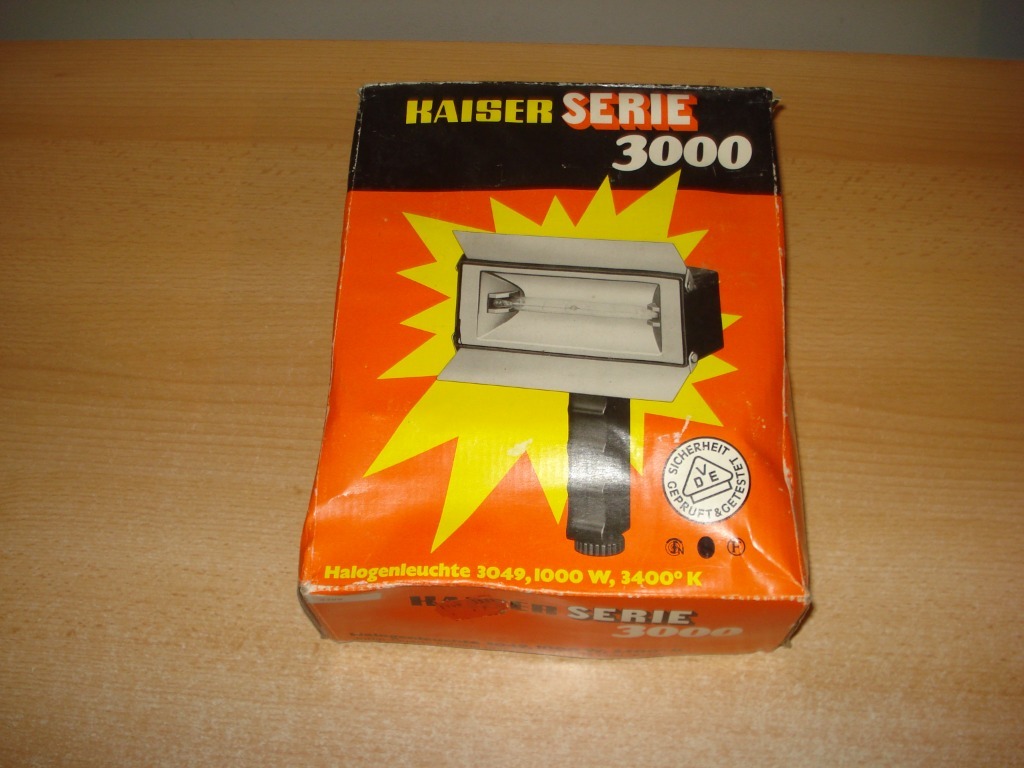 KAISER SERIE
3000
SICHERHEIT
VDE
GEPRÜFT & GETESTET
Halogenleuchte 3049, 1000 W, 3400° K
KAISER SERIE
3000